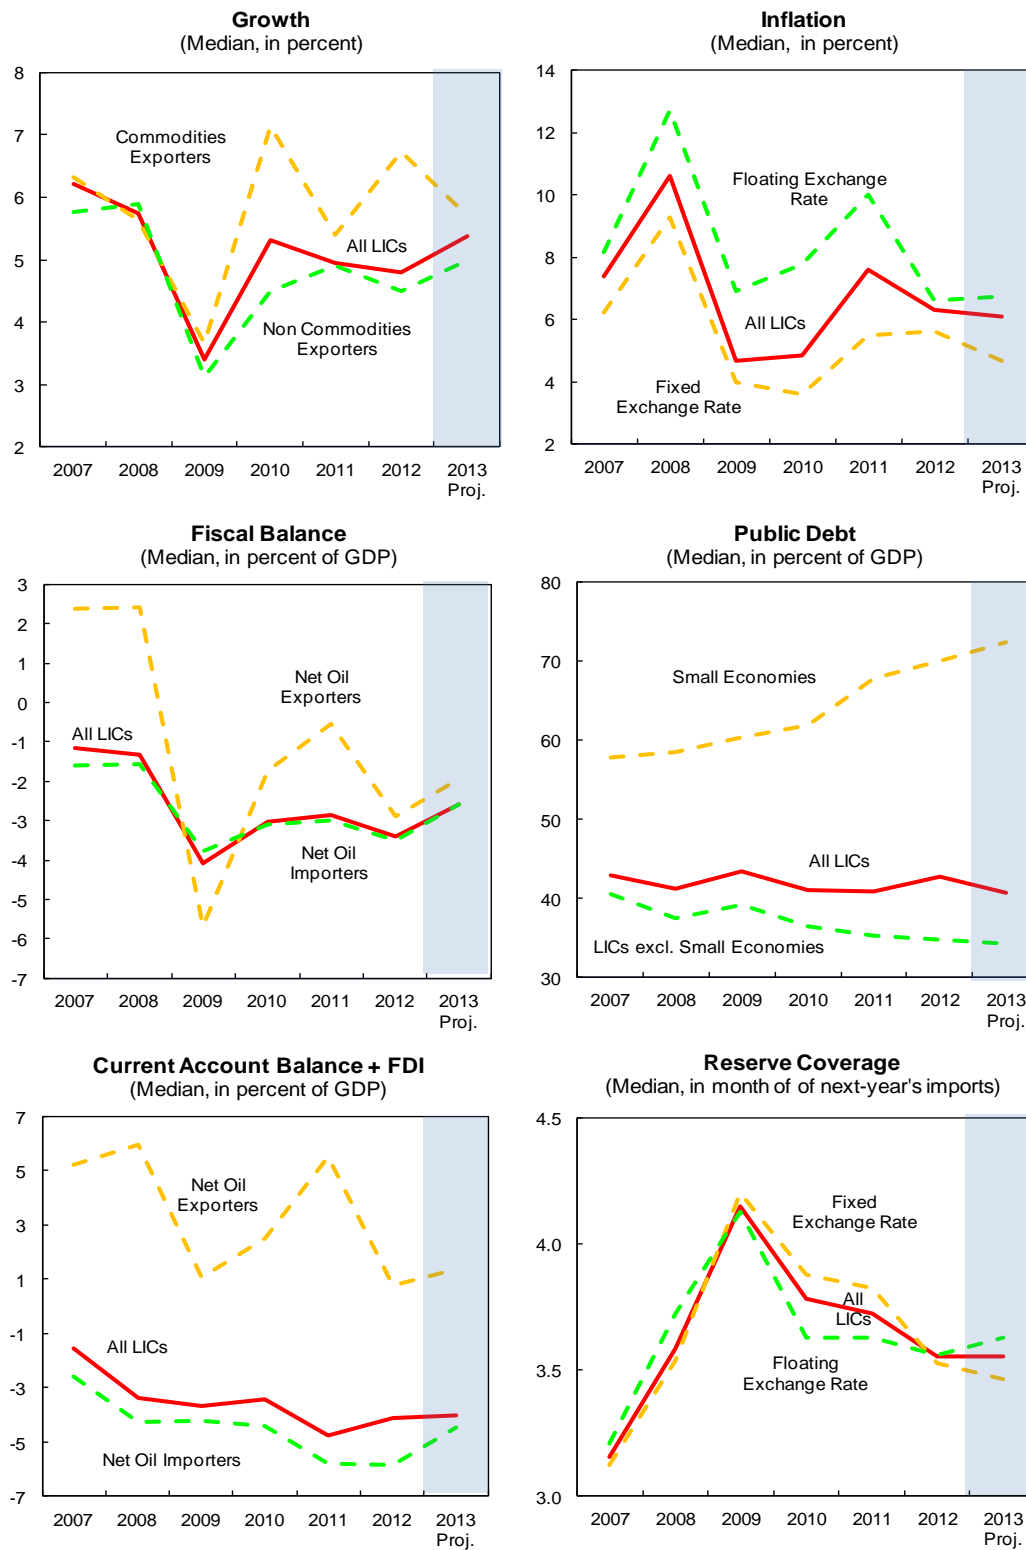 Growth
(Median, in percent)
8
7
6
5
4
3
2
Commodities
Exporters
All LICs
Non Commodities
Exporters
2007 2008 2009 2010 2011 2012 2013
Proj.
Inflation
(Median, in percent)
14
12
10
8
6
4
2
Floating Exchange
Rate
All LICs
Fixed
Exchange Rate
2007 2008 2009 2010 2011 2012 2013
Proj.
Fiscal Balance
(Median, in percent of GDP)
3
2
1
0
-1
-2
-3
-4
-5
-6
-7
Net Oil
Exporters
All LICs
Net Oil
Importers
2007 2008 2009 2010 2011 2012 2013
Proj.
Public Debt
(Median, in percent of GDP)
80
70
60
50
40
30
Small Economies
All LICs
LICs excl. Small Economies
2007 2008 2009 2010 2011 2012 2013
Proj.
Current Account Balance + FDI
(Median, in percent of GDP)
7
5
3
1
-1
-3
-5
-7
Net Oil
Exporters
All LICs
Net Oil Importers
2007 2008 2009 2010 2011 2012 2013
Proj.
Reserve Coverage
(Median, in month of of next-year's imports)
4.5
4.0
3.5
3.0
Fixed
Exchange Rate
All
LICs
Floating
Exchange Rate
2007 2008 2009 2010 2011 2012 2013
Proj.